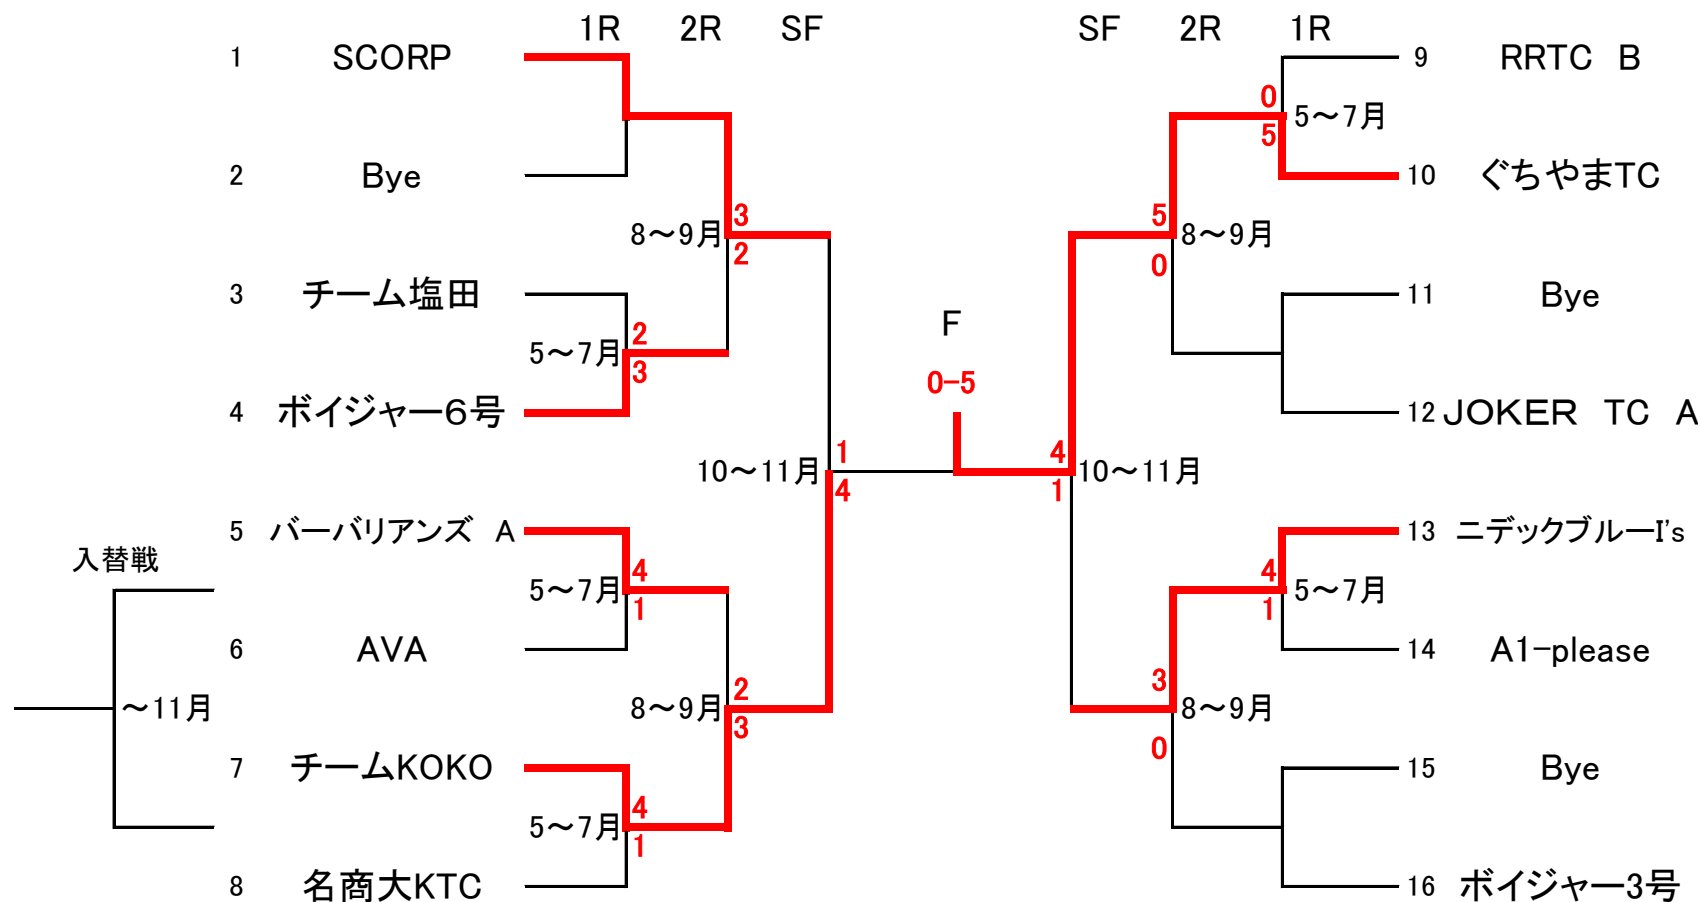 1R 2R SF SF 2R 1R
1 SCORP 9 RRTC B
0
5～7月
5
2 Bye 10 ぐちやまTC
3 5
8～9月 8～9月
2 0
3 チーム塩田 11 Bye
F
2
5～7月
3
0-5
4 ボイジャー6号 12 JOKER TC A
1 4
10～11月 10～11月
4 1
5 バーバリアンズ A 13 ニデックブルーI's
入替戦
4 4
5～7月 5～7月
1 1
6 AVA 14 A1-please
2 3
～11月 8～9月 8～9月
3 0
7 チームKOKO 15 Bye
4
5～7月
1
8 名商大KTC 16 ボイジャー3号